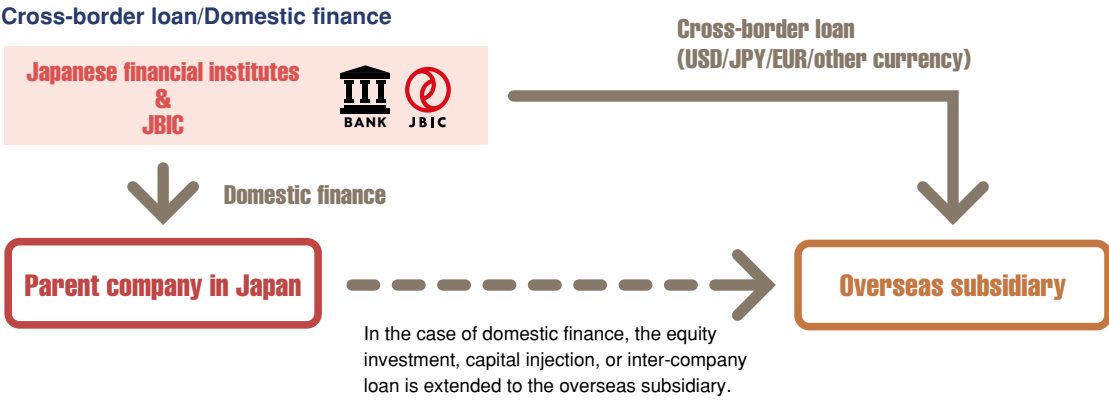 Cross-border loan/Domestic finance
Japanese financial institutes
&
JBIC
BANK
JBIC
Cross-border loan
(USD/JPY/EUR/other currency)
Domestic finance
Parent company in Japan
Overseas subsidiary
In the case of domestic finance, the equity
investment, capital injection, or inter-company
loan is extended to the overseas subsidiary.